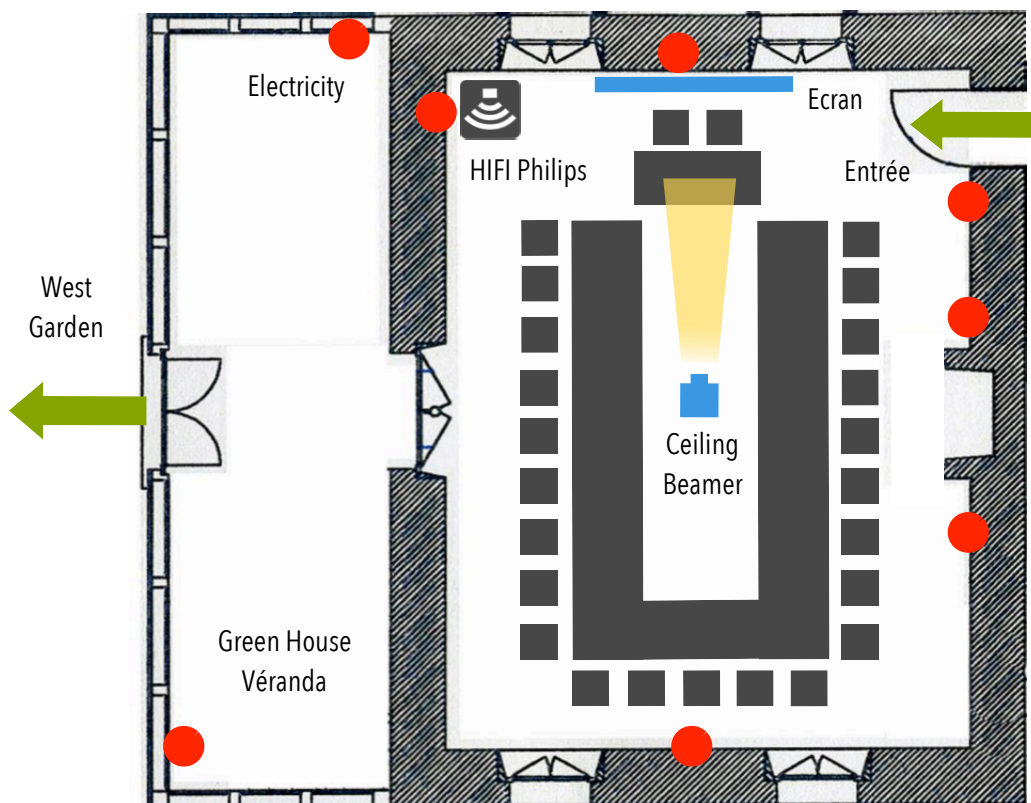 Electricity
Ecran
HIFI Philips
Entrée
West
Garden
Ceiling
Beamer
Green House
Véranda